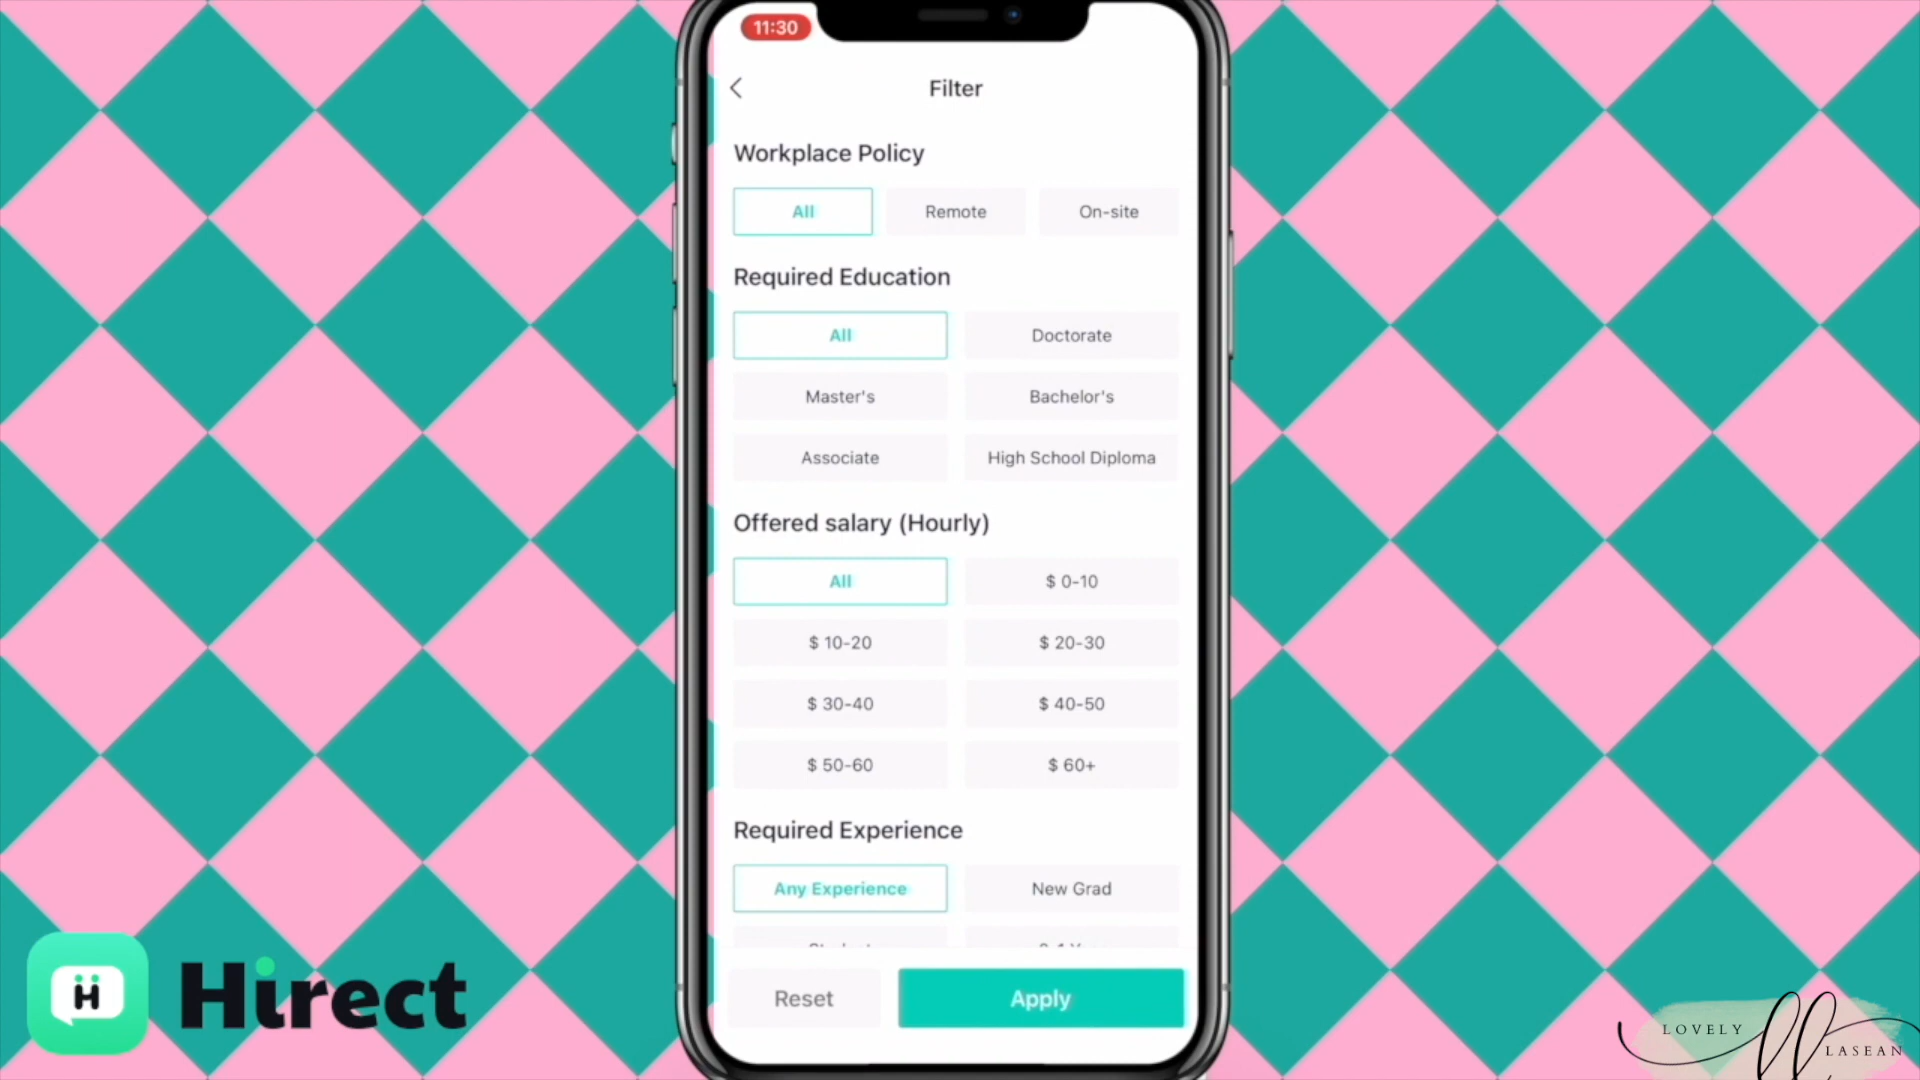 11:30
Filter
Workplace Policy
All Remote On-site
Required Education
All Doctorate
Master's Bachelor's
Associate High School Diploma
Offered salary (Hourly)
All $ 0-10
$ 10-20 $ 20-30
$ 30-40 $ 40-50
$ 50-60 $ 60+
Required Experience
Any Experience New Grad
Reset Apply
H Hirect
LOVELY ll LASEAN